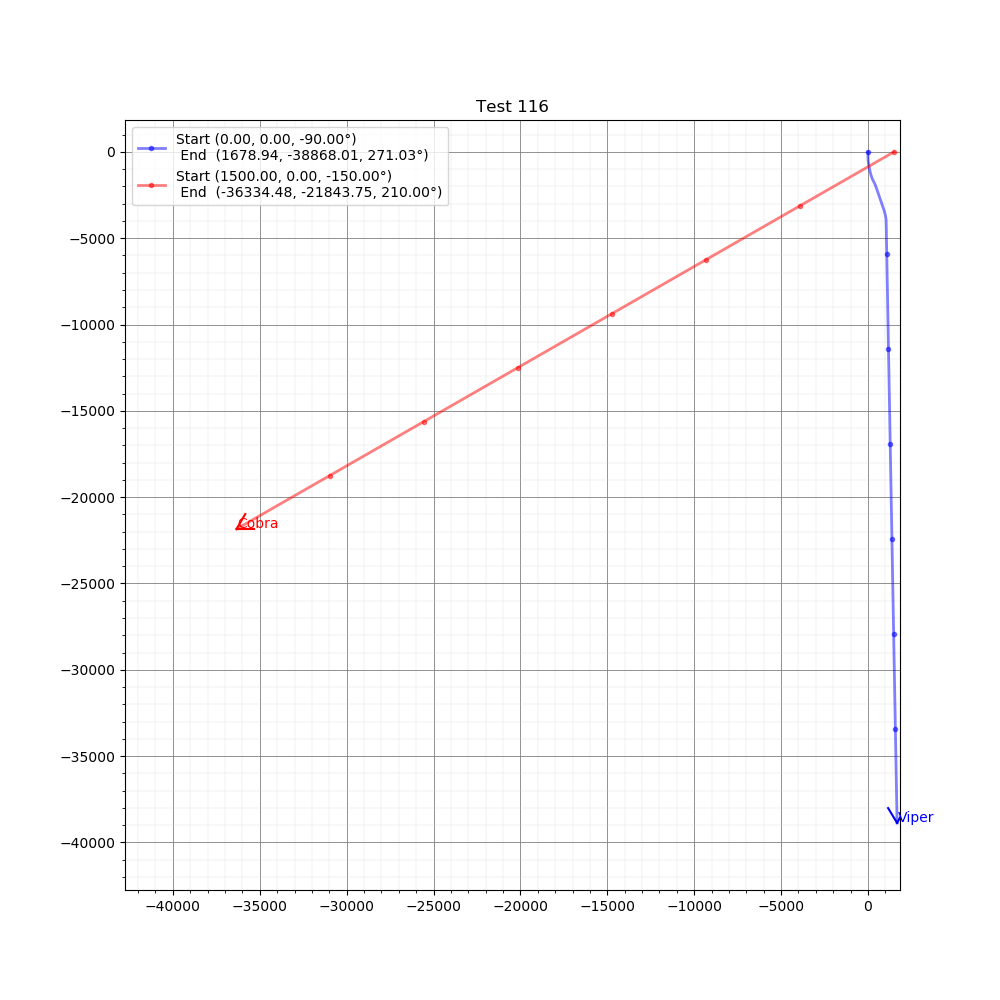 Test 116
Start (0.00, 0.00, -90.00°)
End  (1678.94, -38868.01, 271.03°)
Start (1500.00, 0.00, -150.00°)
End  (-36334.48, -21843.75, 210.00°)
0
−5000
−10000
−15000
−20000
−25000
−30000
−35000
−40000
Cobra
Viper
−40000 −35000 −30000 −25000 −20000 −15000 −10000 −5000 0